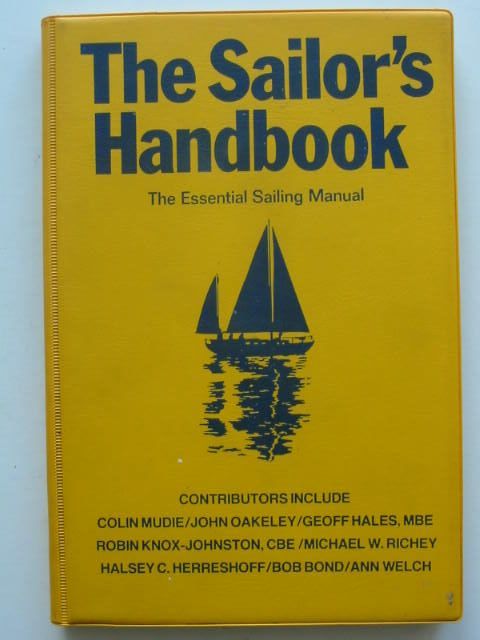 The Sailor's
Handbook
The Essential Sailing Manual
CONTRIBUTORS INCLUDE
COLIN MUDIE/JOHN OAKELEY/GEOFF HALES, MBE
ROBIN KNOX-JOHNSTON, CBE /MICHAEL W. RICHEY
HALSEY C. HERRESHOFF/BOB BOND/ANN WELCH